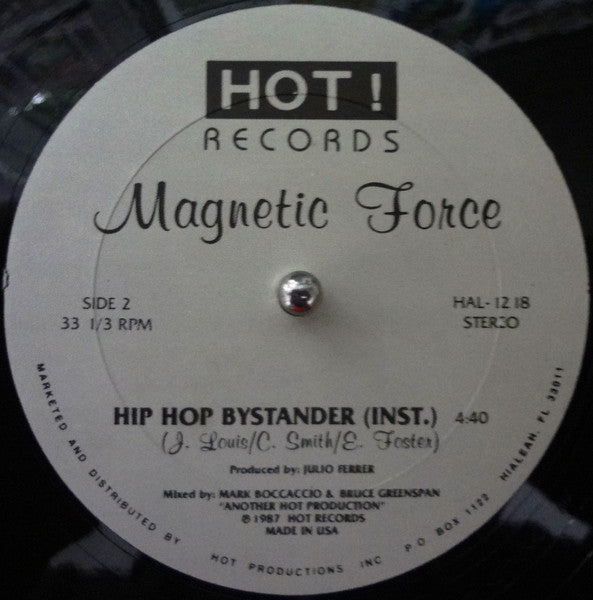 HOT!
RECORDS
Magnetic Force
SIDE 2
33 1/3 RPM
HAL-1218
STEREO
HIP HOP BYSTANDER (INST.) 4:40
(J. Louis/C. Smith/E. Foster)
Produced by: JULIO FERRER
Mixed by: MARK BOCCACCIO & BRUCE GREENSPAN
"ANOTHER HOT PRODUCTION"
℗ 1987 HOT RECORDS
MADE IN USA
MARKETED AND DISTRIBUTED BY HOT PRODUCTIONS INC P O BOX 1122 HIALEAH, FL 33011